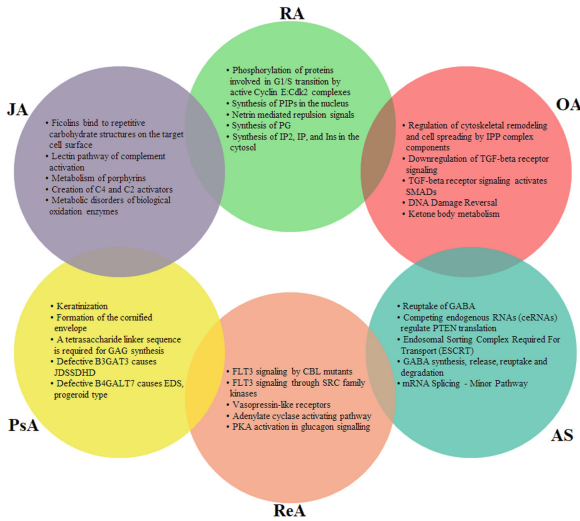 RA
• Phosphorylation of proteins
involved in G1/S transition by
active Cyclin E:Cdk2 complexes
• Synthesis of PIPs in the nucleus
• Netrin mediated repulsion signals
• Synthesis of PG
• Synthesis of IP2, IP, and Ins in the
cytosol
JA
• Ficolins bind to repetitive
carbohydrate structures on the target
cell surface
• Lectin pathway of complement
activation
• Metabolism of porphyrins
• Creation of C4 and C2 activators
• Metabolic disorders of biological
oxidation enzymes
OA
• Regulation of cytoskeletal remodeling
and cell spreading by IPP complex
components
• Downregulation of TGF-beta receptor
signaling
• TGF-beta receptor signaling activates
SMADs
• DNA Damage Reversal
• Ketone body metabolism
• Keratinization
• Formation of the cornified
envelope
• A tetrasaccharide linker sequence
is required for GAG synthesis
• Defective B3GAT3 causes
JDSSDHD
• Defective B4GALT7 causes EDS,
progeroid type
PsA
• FLT3 signaling by CBL mutants
• FLT3 signaling through SRC family
kinases
• Vasopressin-like receptors
• Adenylate cyclase activating pathway
• PKA activation in glucagon signalling
ReA
• Reuptake of GABA
• Competing endogenous RNAs (ceRNAs)
regulate PTEN translation
• Endosomal Sorting Complex Required For
Transport (ESCRT)
• GABA synthesis, release, reuptake and
degradation
• mRNA Splicing - Minor Pathway
AS